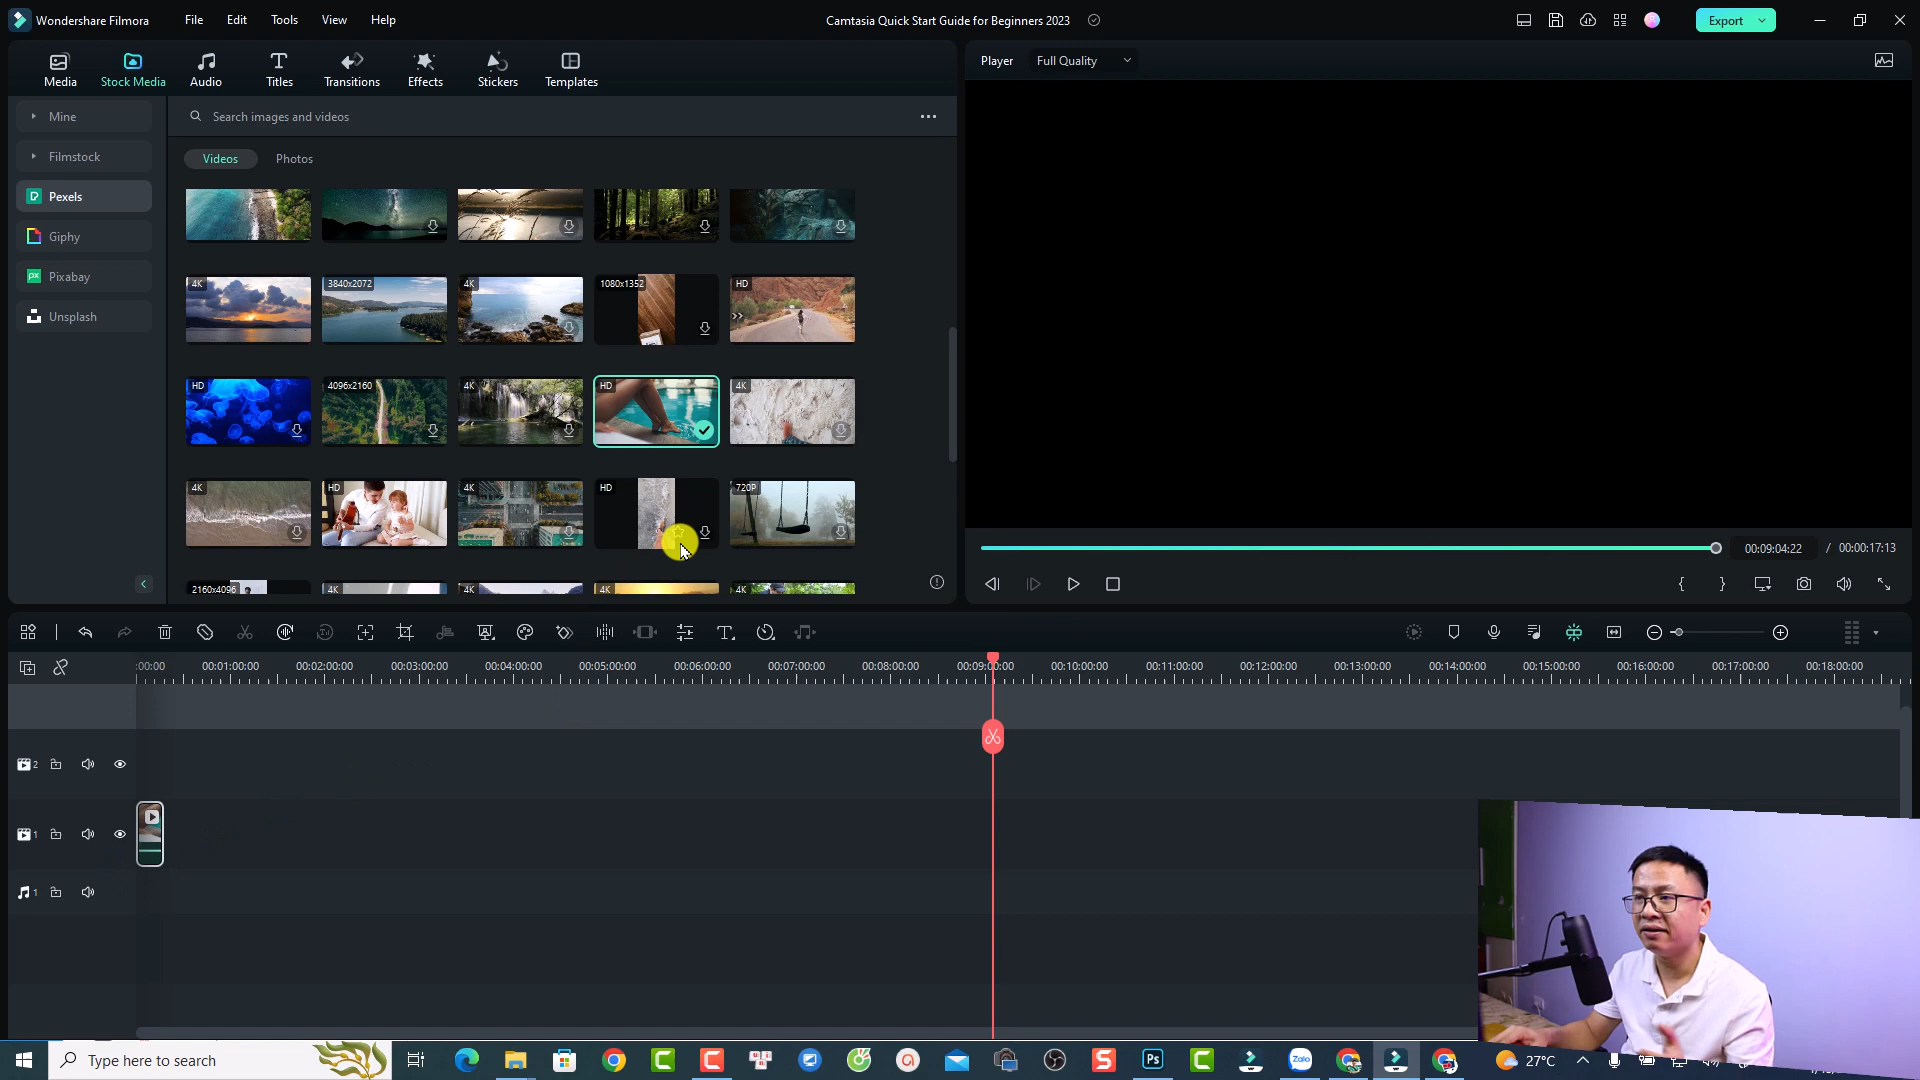 Wondershare Filmora File Edit Tools View Help Camtasia Quick Start Guide for Beginners 2023 Export
Media Stock Media Audio Titles Transitions Effects Stickers Templates
Player Full Quality
Mine
Filmstock
Pexels
Giphy
Pixabay
Unsplash
Search images and videos
Videos Photos
4K 3840x2072 4K 1080x1352 HD
HD 4096x2160 4K HD 4K
4K HD 4K HD 720P
2160x4096 4K 4K 4K 4K
00:09:04:22 / 00:00:17:13
:00:00 00:01:00:00 00:02:00:00 00:03:00:00 00:04:00:00 00:05:00:00 00:06:00:00 00:07:00:00 00:08:00:00 00:09:00:00 00:10:00:00 00:11:00:00 00:12:00:00 00:13:00:00 00:14:00:00 00:15:00:00 00:16:00:00 00:17:00:00 00:18:00:00
2
1
1
Type here to search
Ps
Zalo
27°C